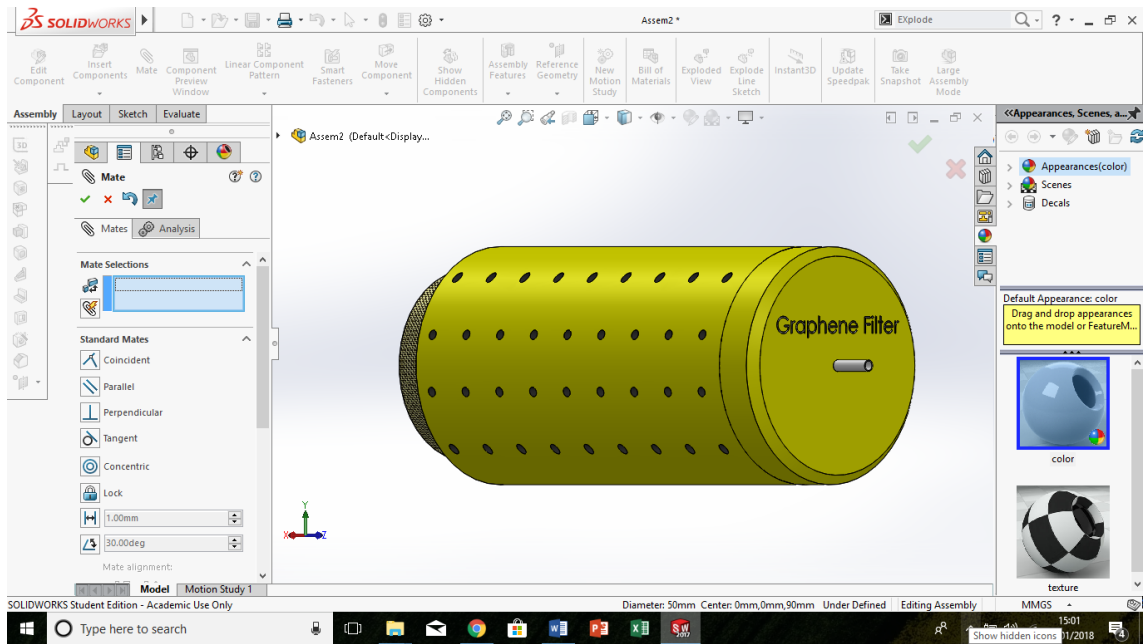 SOLIDWORKS
Assem2 *
EXplode
Edit Component
Insert Components
Mate
Component Preview Window
Linear Component Pattern
Smart Fasteners
Move Component
Show Hidden Components
Assembly Features
Reference Geometry
New Motion Study
Bill of Materials
Exploded View
Explode Line Sketch
Instant3D
Update Speedpak
Take Snapshot
Large Assembly Mode
Assembly Layout Sketch Evaluate
Assem2 (Default<Display...
Mate
Mates Analysis
Mate Selections
Standard Mates
Coincident
Parallel
Perpendicular
Tangent
Concentric
Lock
1.00mm
30.00deg
Mate alignment:
Graphene Filter
Y
X
Z
Appearances, Scenes, a...
Appearances(color)
Scenes
Decals
Default Appearance: color
Drag and drop appearances
onto the model or FeatureM...
color
texture
Model Motion Study 1
SOLIDWORKS Student Edition - Academic Use Only
Diameter: 50mm Center: 0mm,0mm,90mm Under Defined Editing Assembly MMGS
Type here to search
15:01
01/2018
Show hidden icons